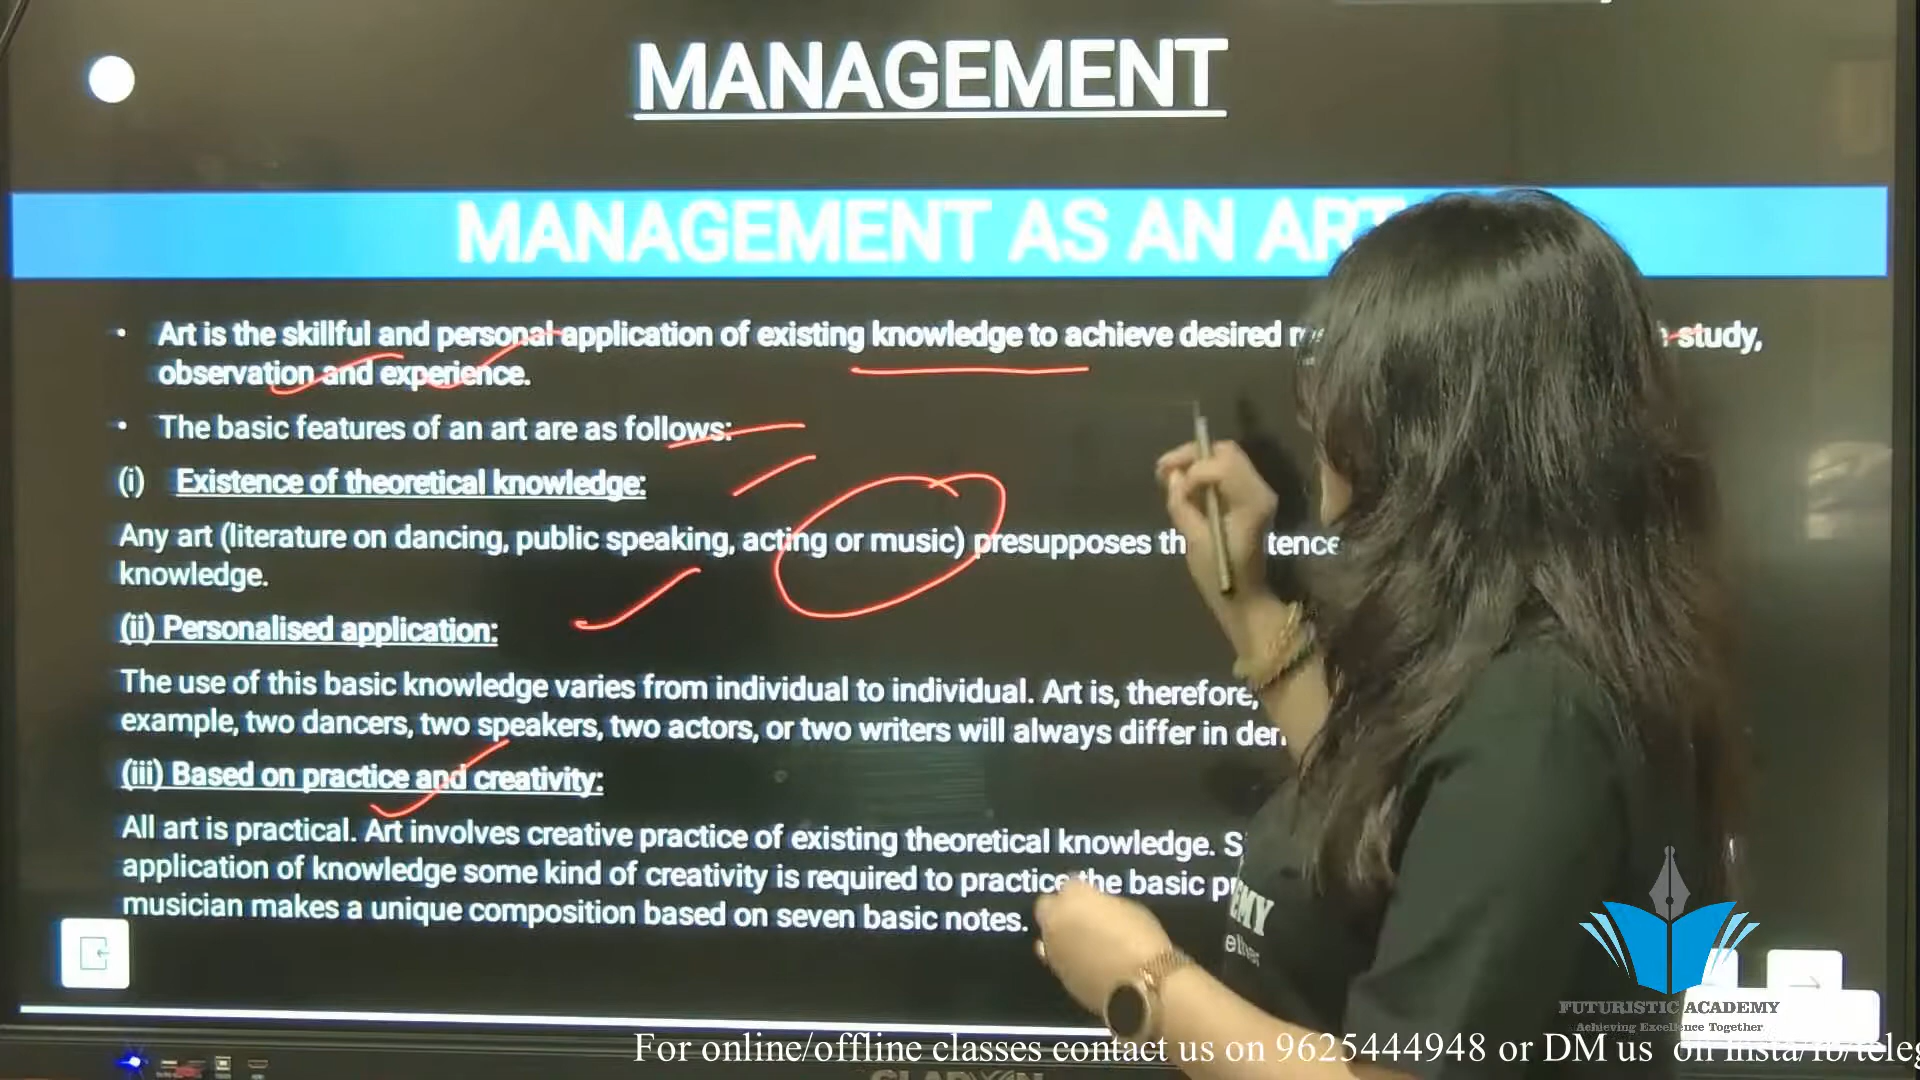 MANAGEMENT
MANAGEMENT AS AN ART
• Art is the skillful and personal application of existing knowledge to achieve desired study,
observation and experience.
• The basic features of an art are as follows:
(i) Existence of theoretical knowledge:
Any art (literature on dancing, public speaking, acting or music) presupposes
knowledge.
(ii) Personalised application:
The use of this basic knowledge varies from individual to individual. Art is, therefore,
example, two dancers, two speakers, two actors, or two writers will always differ in
(iii) Based on practice and creativity:
All art is practical. Art involves creative practice of existing theoretical knowledge.
application of knowledge some kind of creativity is required to practice the basic
musician makes a unique composition based on seven basic notes.
FUTURISTIC ACADEMY
Achieving Excellence Together
For online/offline classes contact us on 9625444948 or DM us on insta/fb/teleg